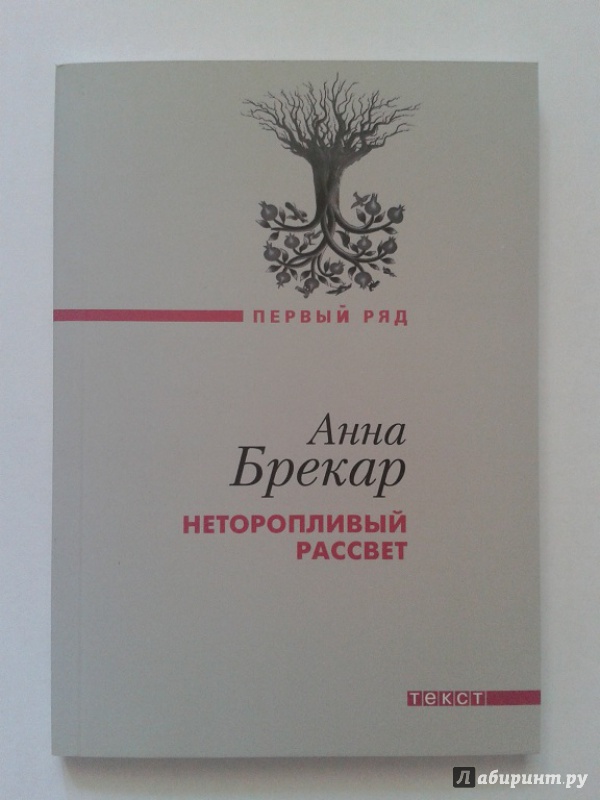 ПЕРВЫЙ РЯД
Анна
Брекар
НЕТОРОПЛИВЫЙ
РАССВЕТ
текст
Лабиринт.ру